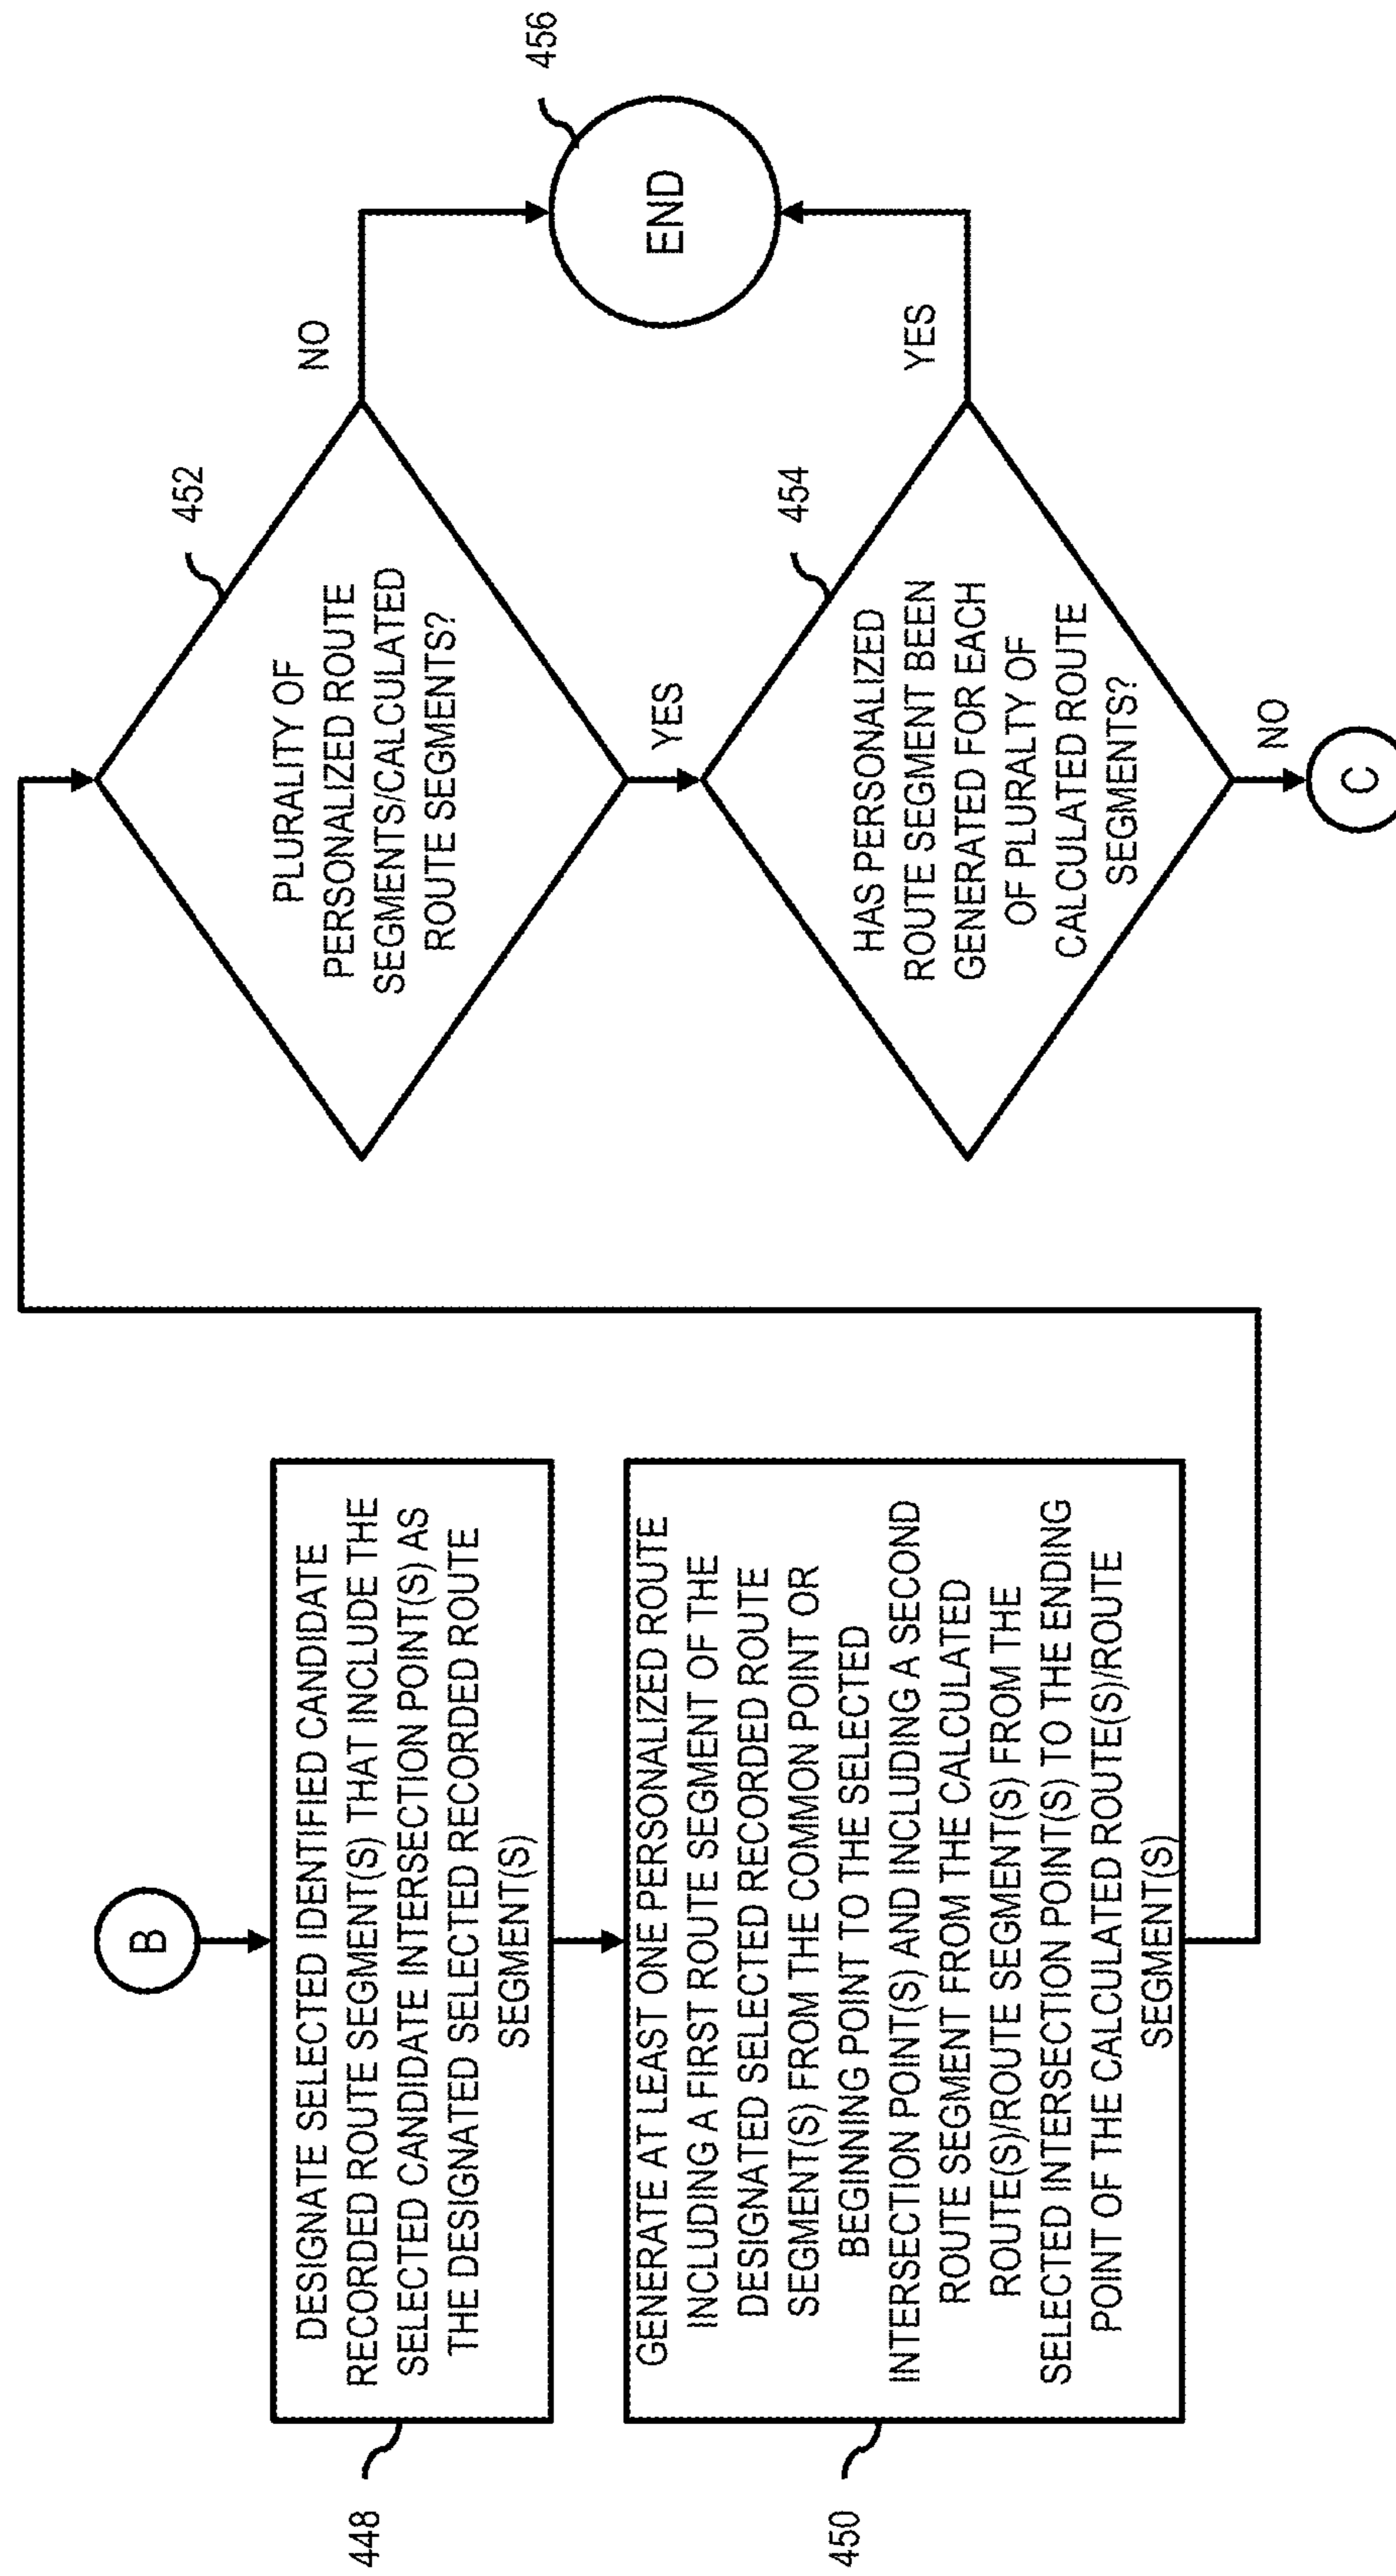 B
DESIGNATE SELECTED IDENTIFIED CANDIDATE
RECORDED ROUTE SEGMENT(S) THAT INCLUDE THE
SELECTED CANDIDATE INTERSECTION POINT(S) AS
THE DESIGNATED SELECTED RECORDED ROUTE
SEGMENT(S)
448
GENERATE AT LEAST ONE PERSONALIZED ROUTE
INCLUDING A FIRST ROUTE SEGMENT OF THE
DESIGNATED SELECTED RECORDED ROUTE
SEGMENT(S) FROM THE COMMON POINT OR
BEGINNING POINT TO THE SELECTED
INTERSECTION POINT(S) AND INCLUDING A SECOND
ROUTE SEGMENT FROM THE CALCULATED
ROUTE(S)/ROUTE SEGMENT(S) FROM THE
SELECTED INTERSECTION POINT(S) TO THE ENDING
POINT OF THE CALCULATED ROUTE(S)/ROUTE
SEGMENT(S)
450
452
PLURALITY OF
PERSONALIZED ROUTE
SEGMENTS/CALCULATED
ROUTE SEGMENTS?
NO
YES
454
HAS PERSONALIZED
ROUTE SEGMENT BEEN
GENERATED FOR EACH
OF PLURALITY OF
CALCULATED ROUTE
SEGMENTS?
YES
NO
C
END
456